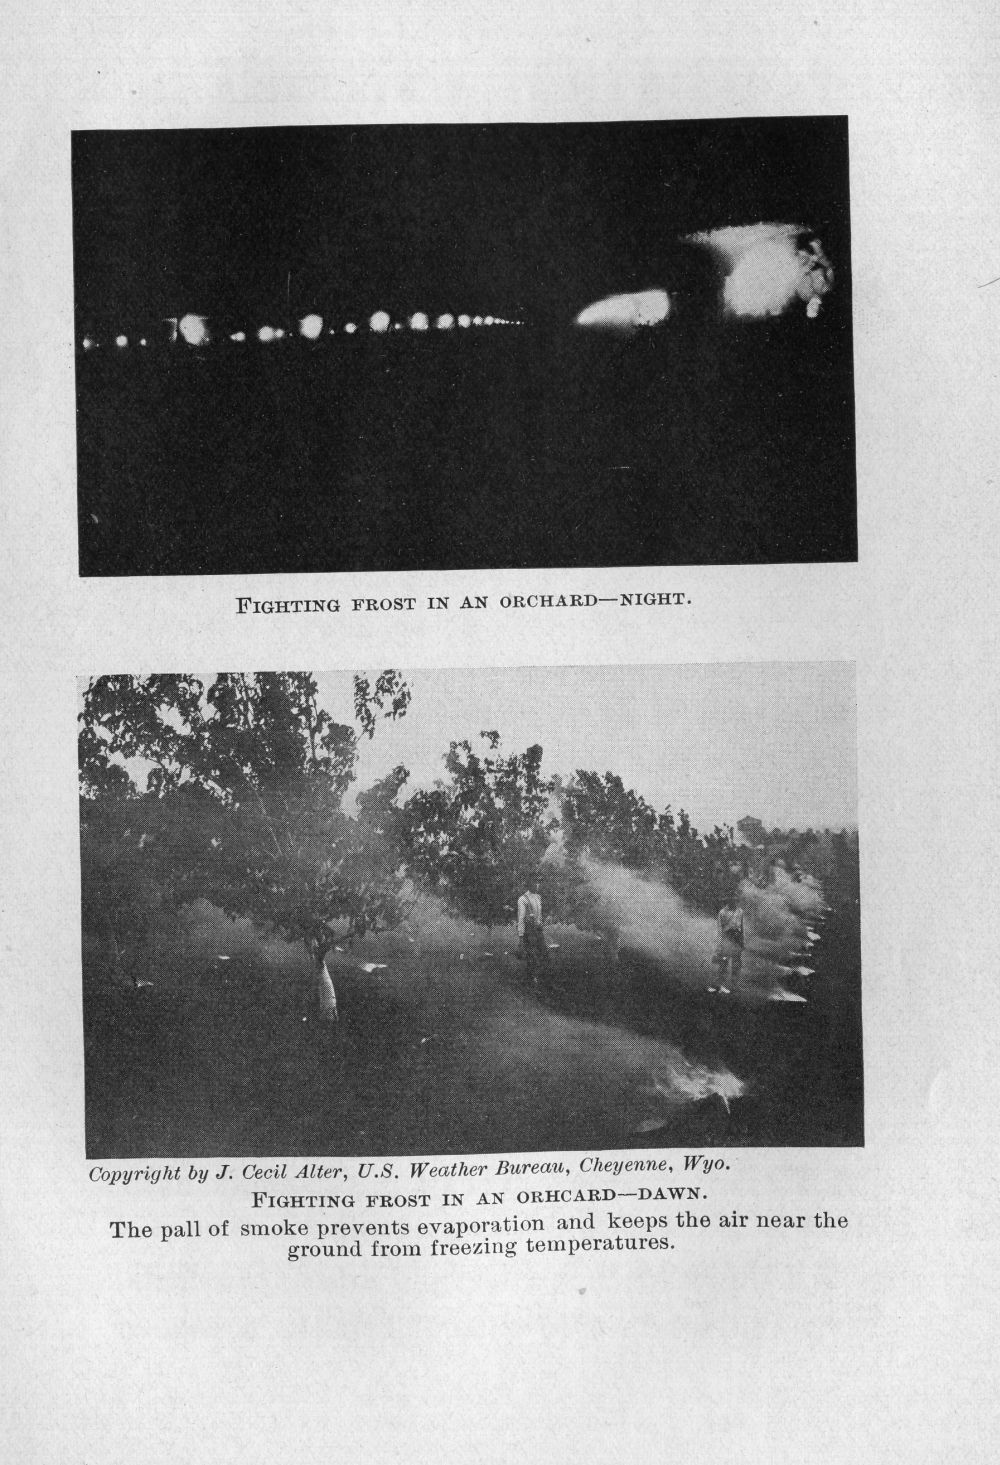 FIGHTING FROST IN AN ORCHARD—NIGHT.
Copyright by J. Cecil Alter, U.S. Weather Bureau, Cheyenne, Wyo.
FIGHTING FROST IN AN ORHCARD—DAWN.
The pall of smoke prevents evaporation and keeps the air near the
ground from freezing temperatures.